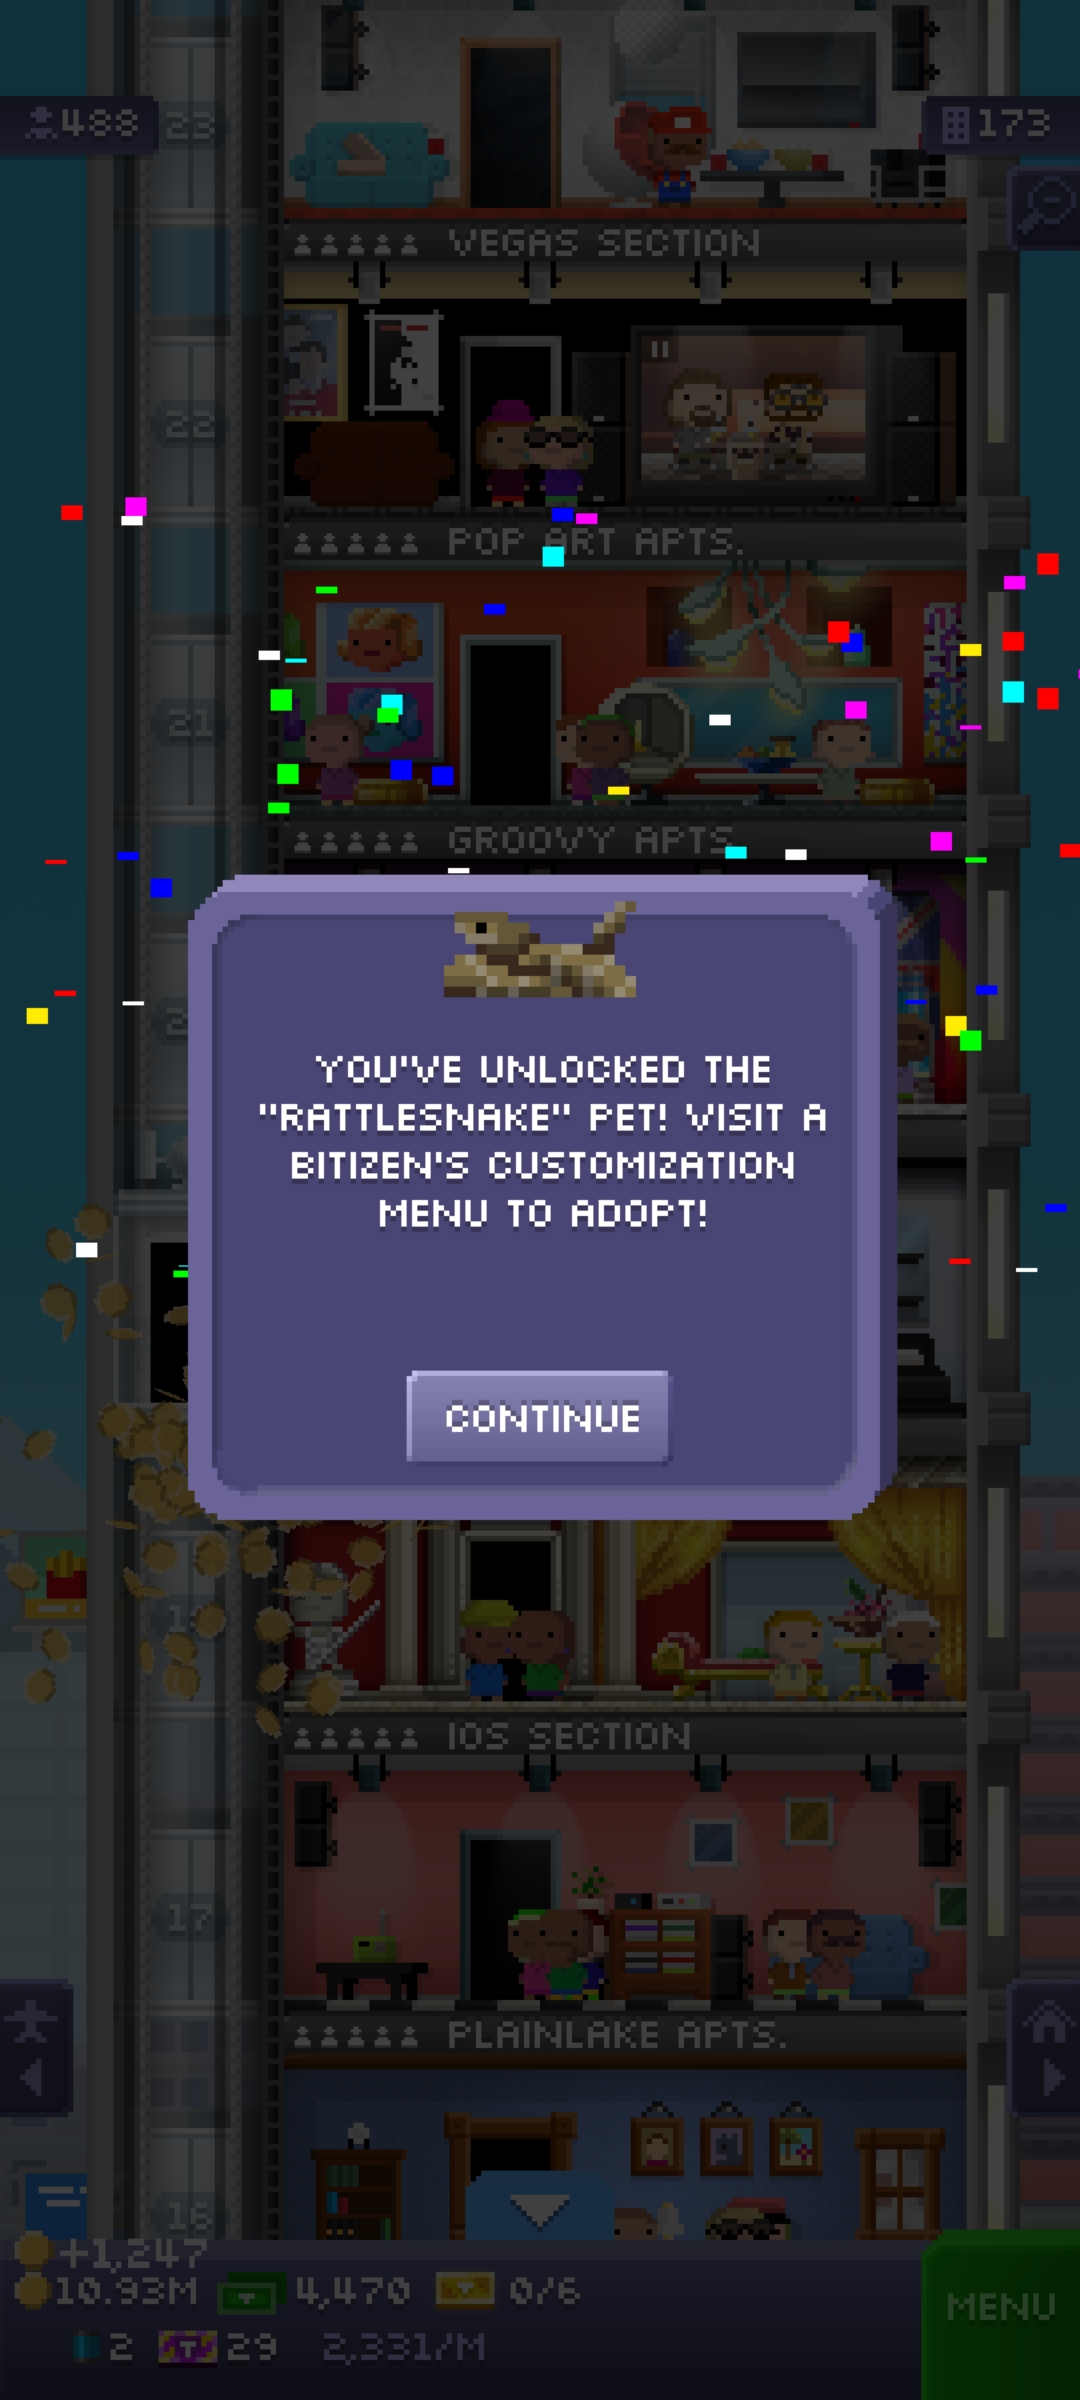 488
23
173
VEGAS SECTION
22
POP ART APTS.
21
GROOVY APTS.
YOU'VE UNLOCKED THE
"RATTLESNAKE" PET! VISIT A
BITIZEN'S CUSTOMIZATION
MENU TO ADOPT!
CONTINUE
IOS SECTION
17
PLAINLAKE APTS.
16
+1,247
10.93M
4,470
0/6
MENU
2
29
2,331/M